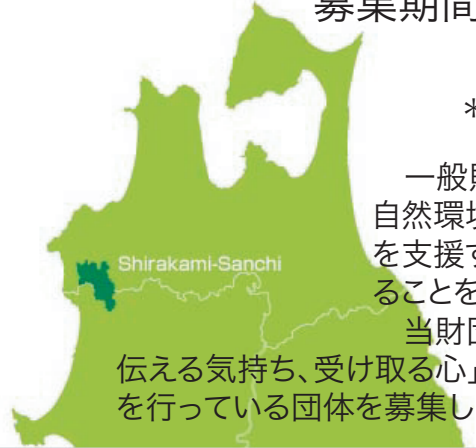 募集期間
*
一般財
自然環境
Shirakami-Sanchi
を支援す
ることを
当財団
伝える気持ち、受け取る心」
を行っている団体を募集し